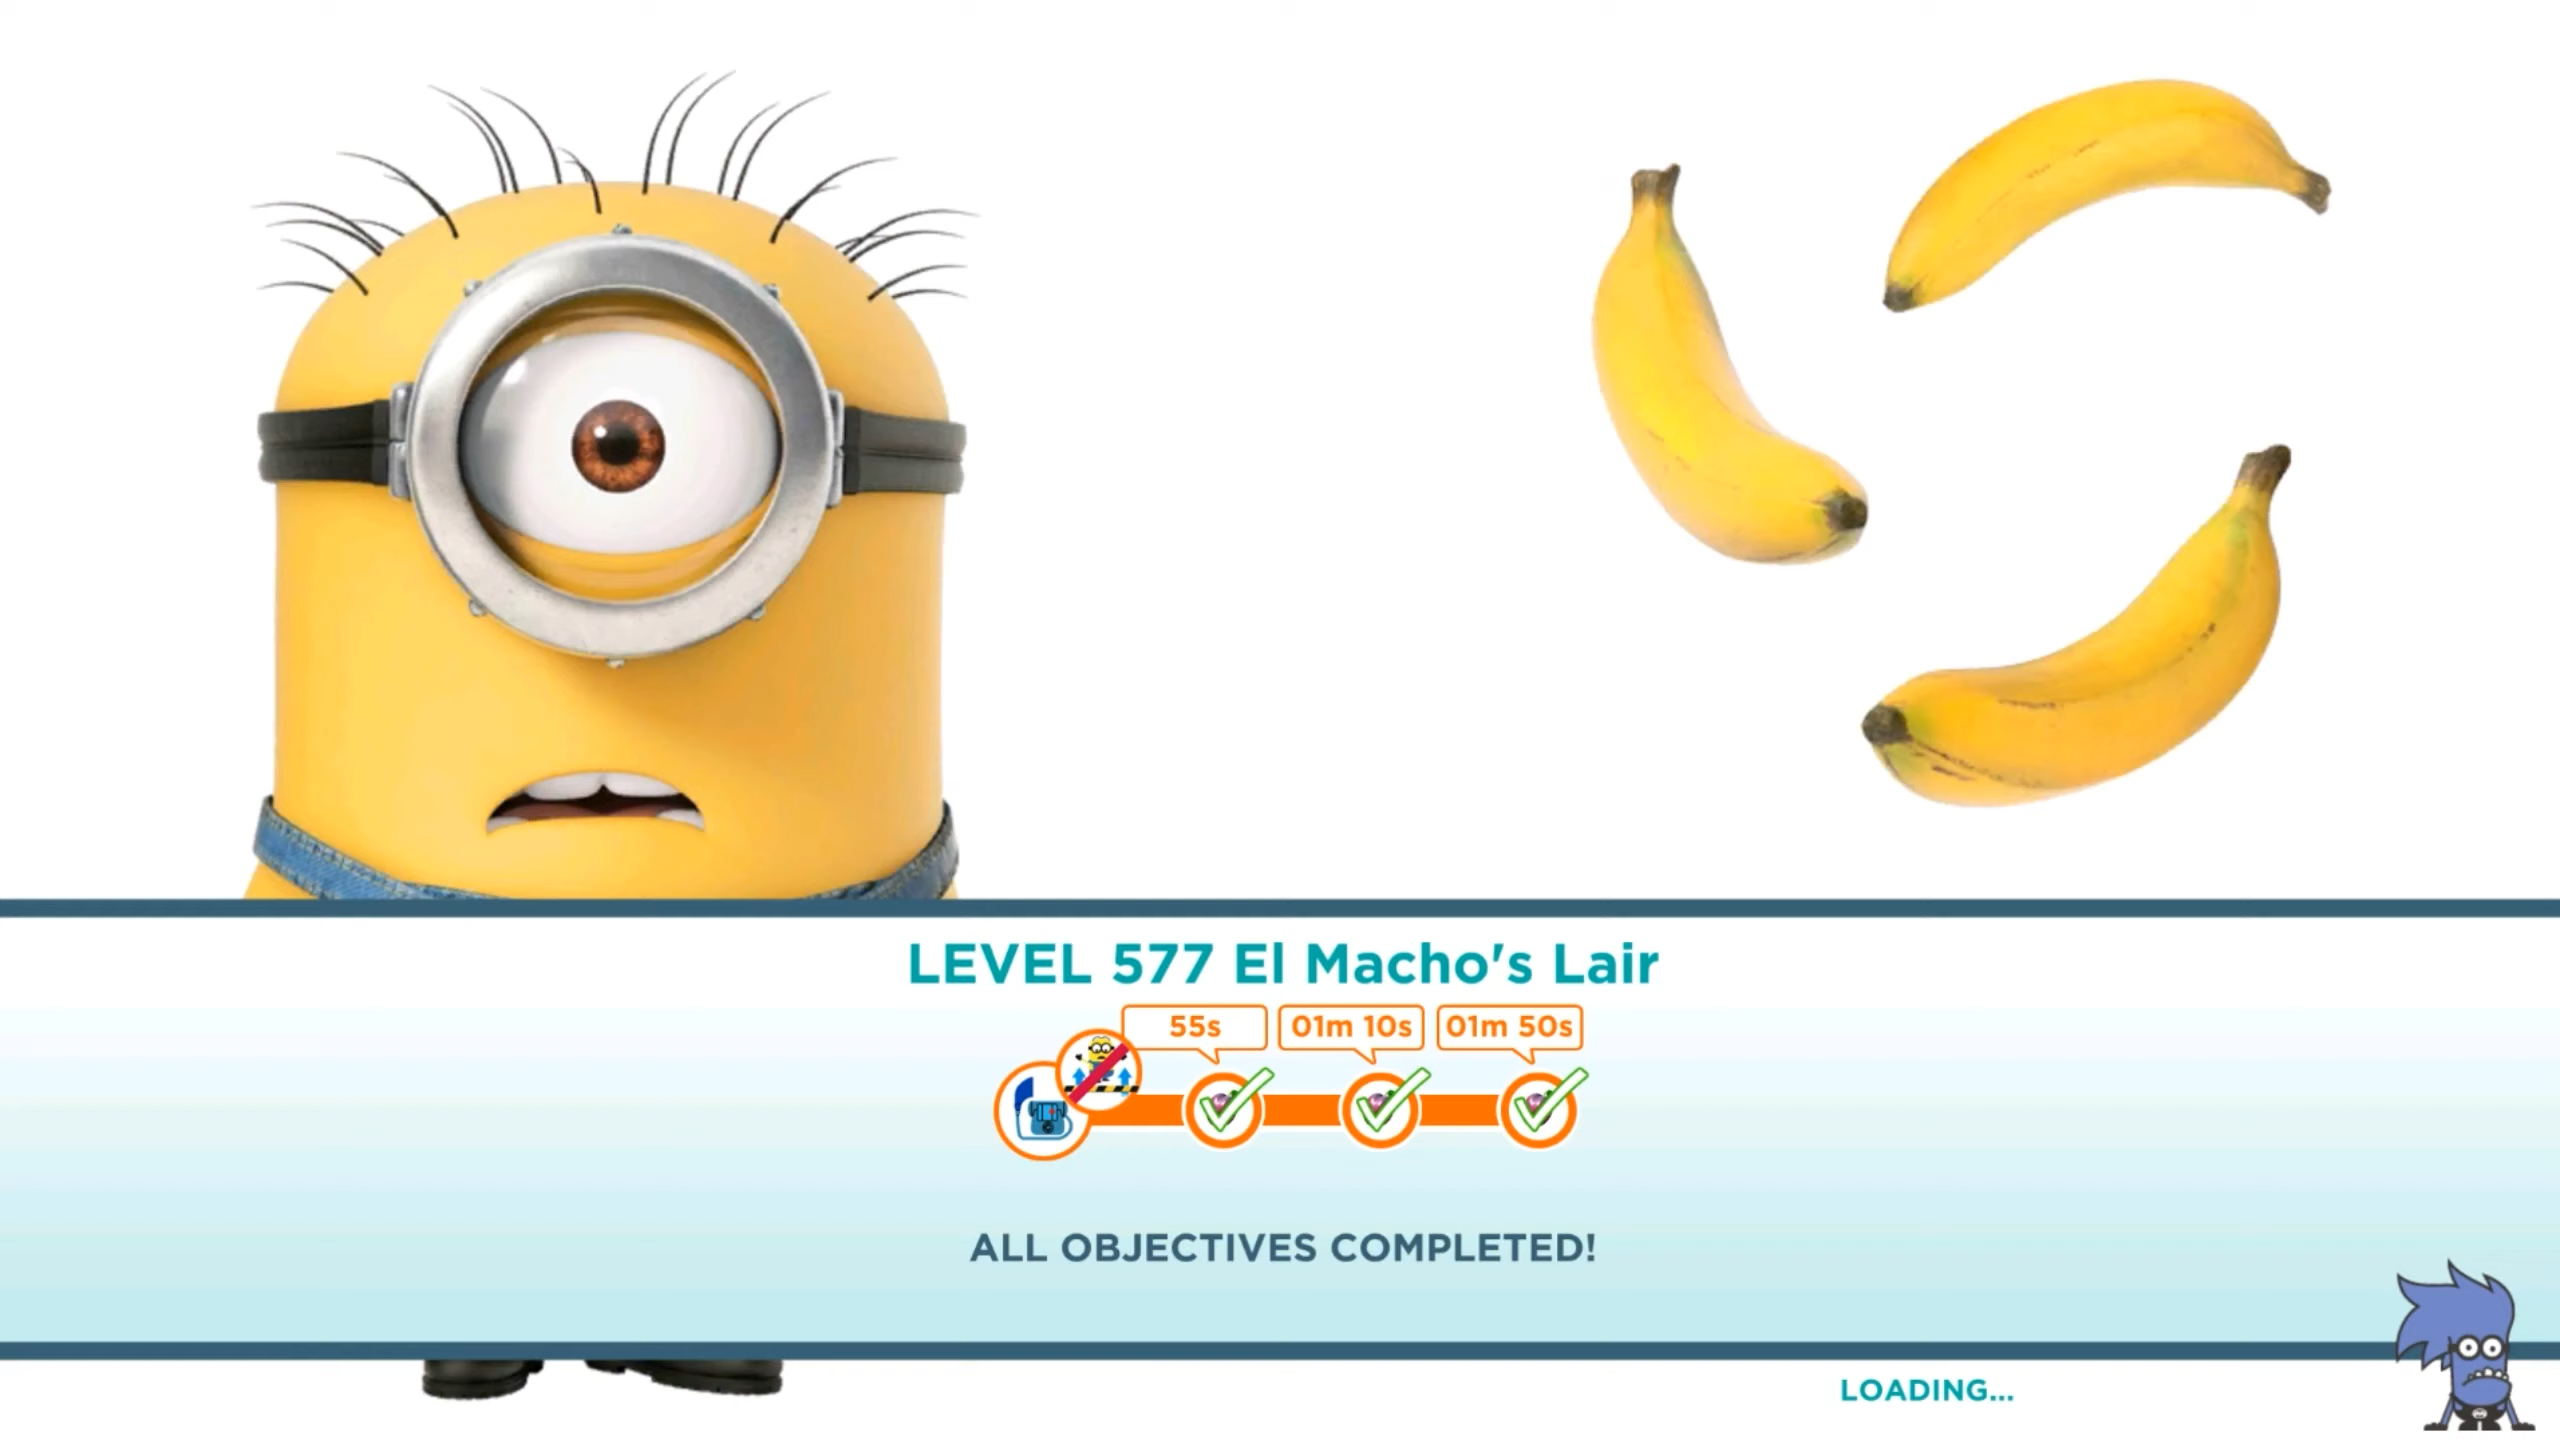 LEVEL 577 El Macho's Lair
55s
01m 10s
01m 50s
ALL OBJECTIVES COMPLETED!
LOADING...